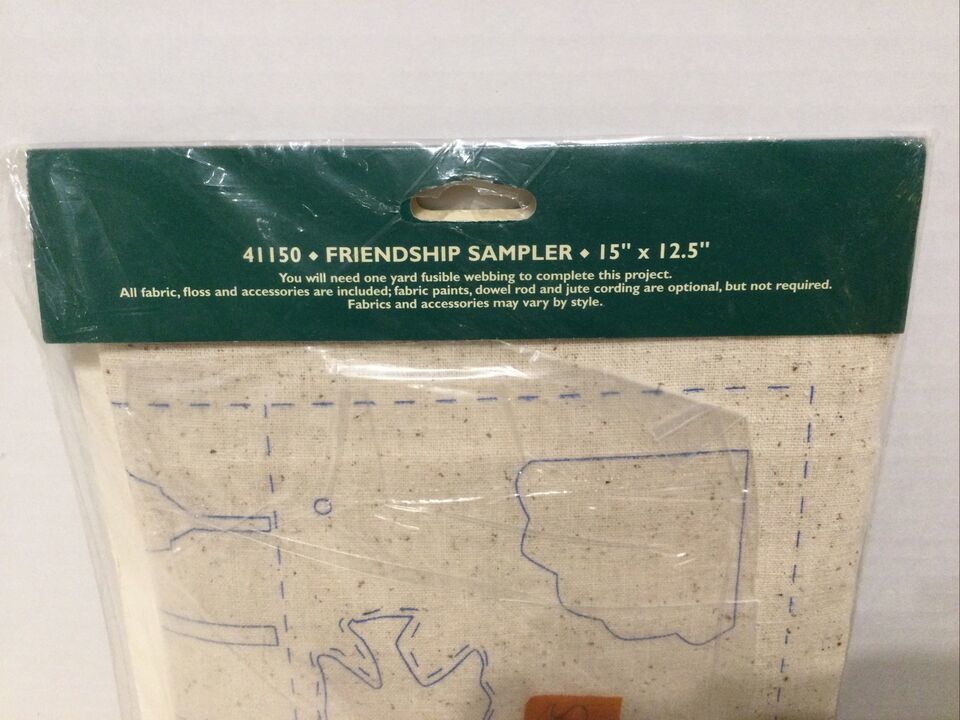 41150 ◆ FRIENDSHIP SAMPLER ◆ 15" x 12.5"
You will need one yard fusible webbing to complete this project.
All fabric, floss and accessories are included; fabric paints, dowel rod and jute cording are optional, but not required.
Fabrics and accessories may vary by style.